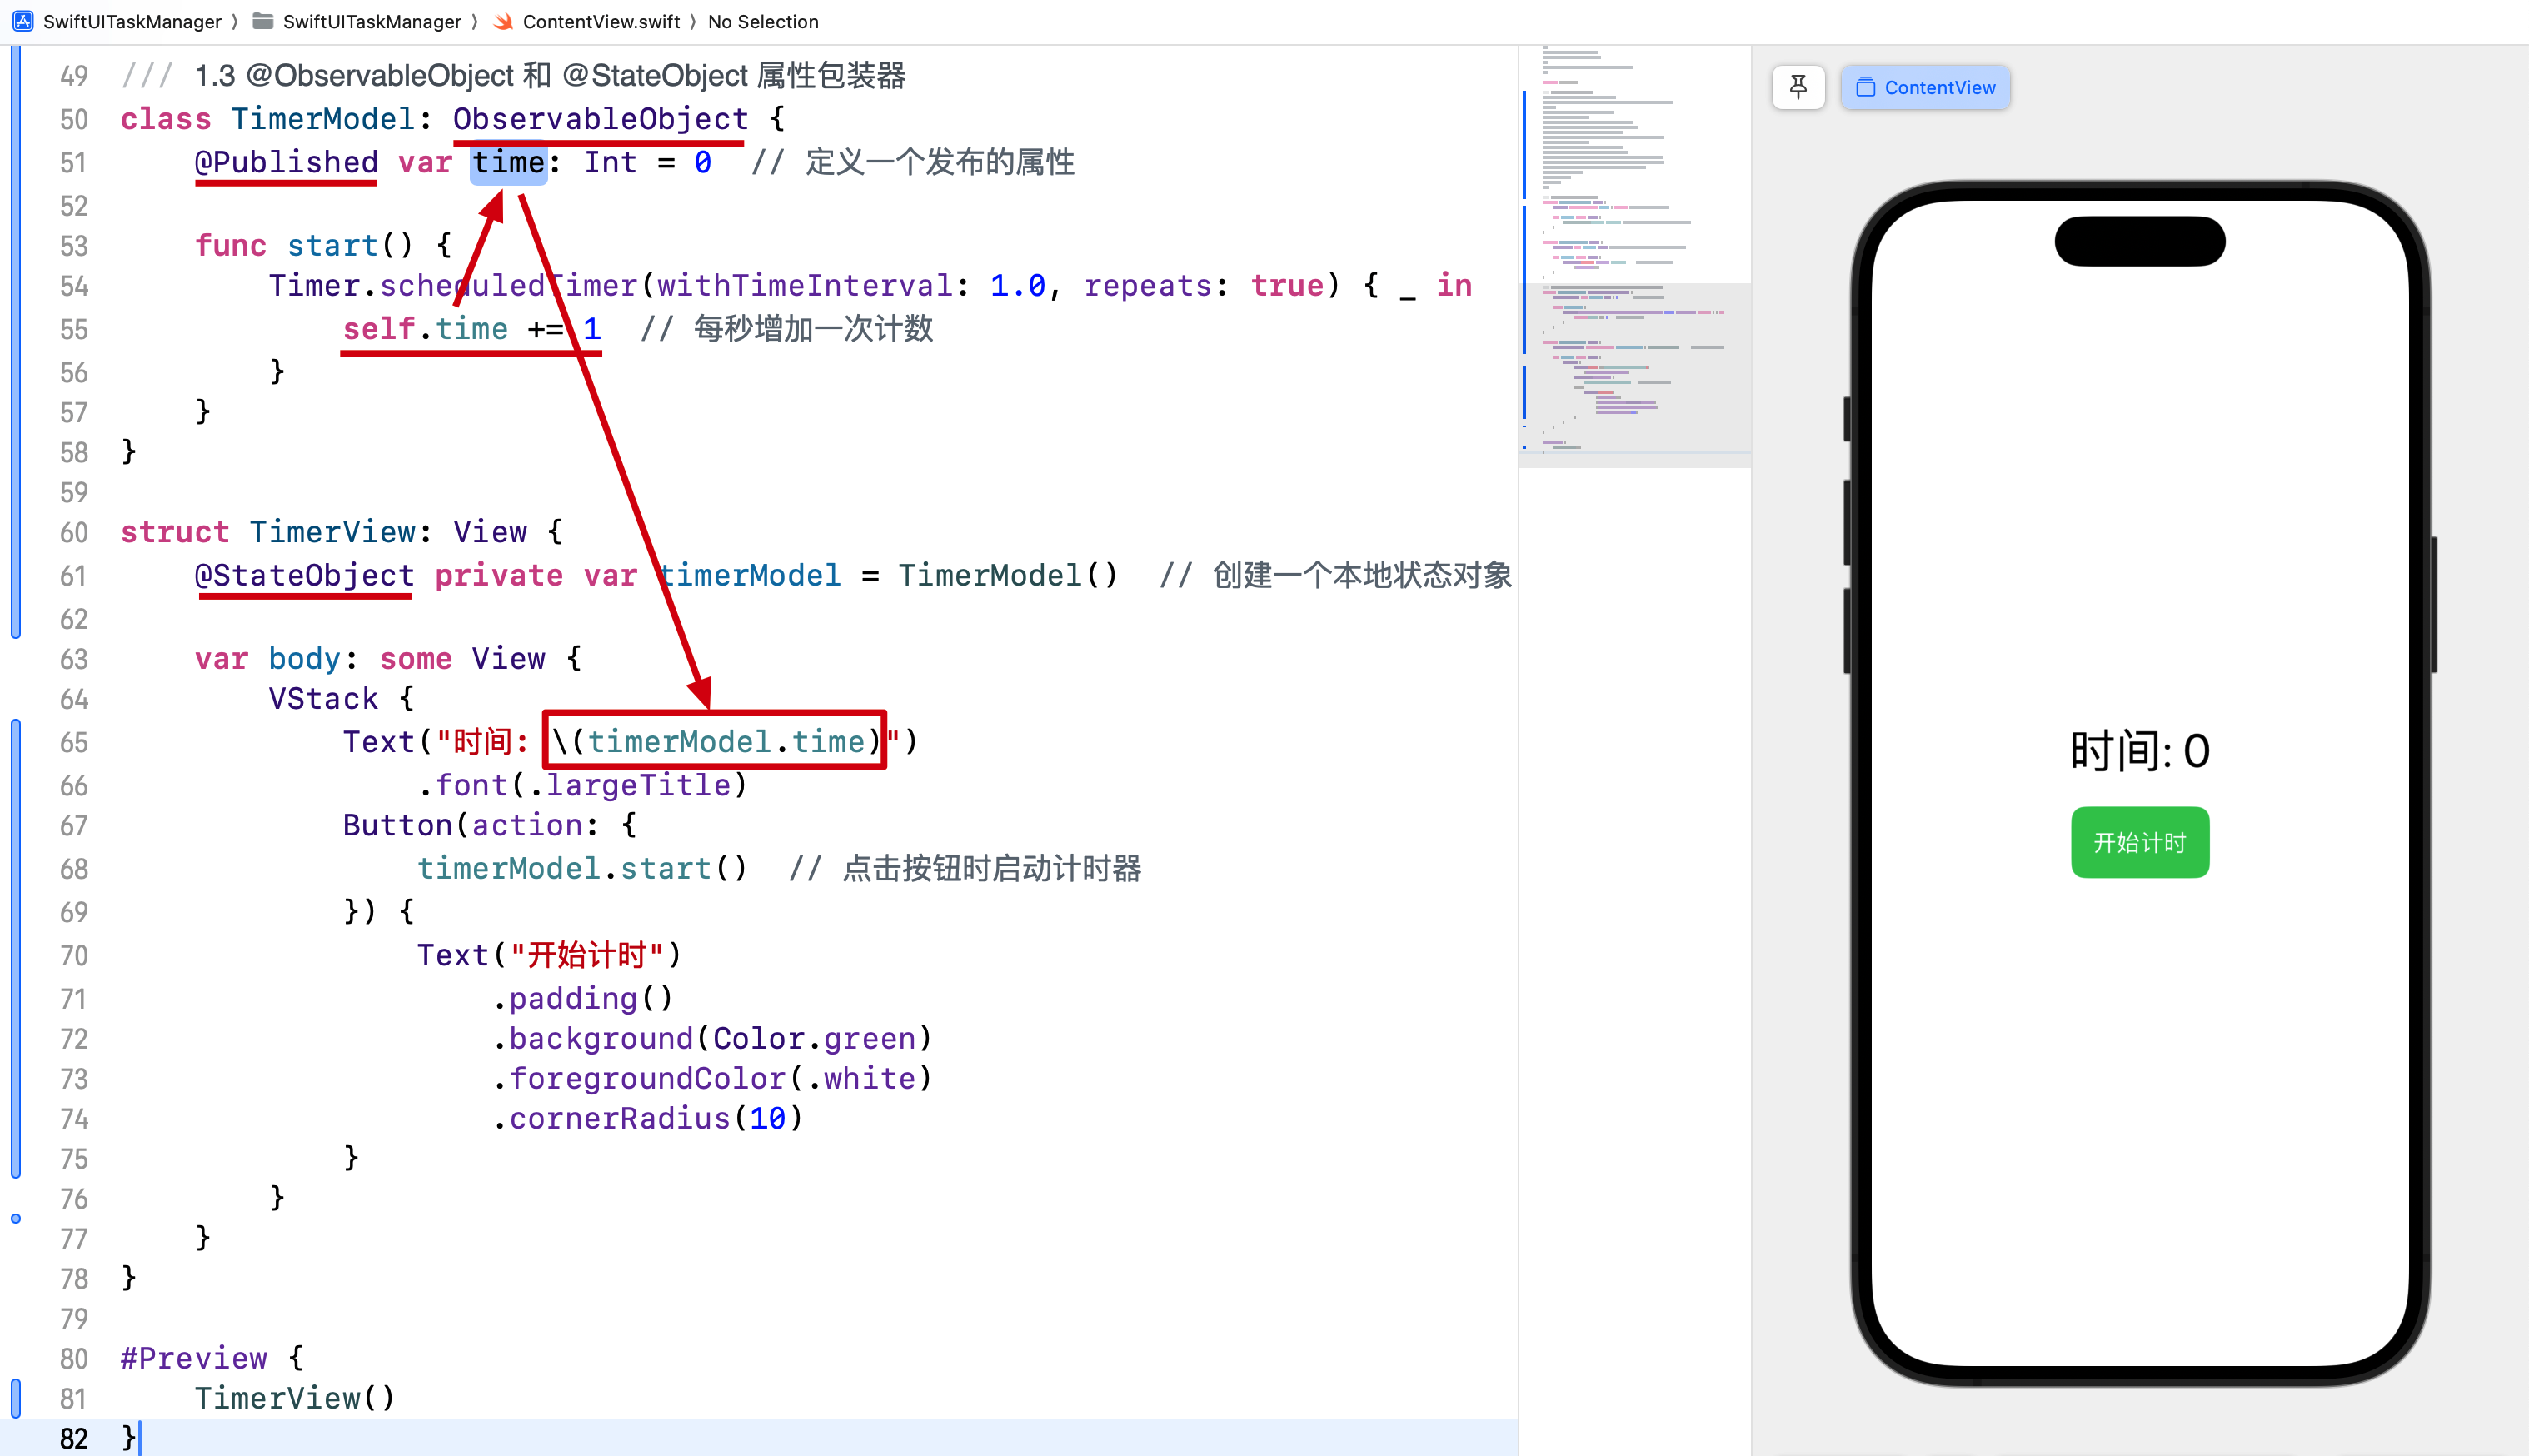 SwiftUITaskManager 〉 SwiftUITaskManager 〉 ContentView.swift 〉 No Selection
49 /// 1.3 @ObservableObject 和 @StateObject 属性包装器
50 class TimerModel: ObservableObject {
51 @Published var time: Int = 0 // 定义一个发布的属性
52
53 func start() {
54 Timer.scheduledTimer(withTimeInterval: 1.0, repeats: true) { _ in
55 self.time += 1 // 每秒增加一次计数
56 }
57 }
58 }
59
60 struct TimerView: View {
61 @StateObject private var timerModel = TimerModel() // 创建一个本地状态对象
62
63 var body: some View {
64 VStack {
65 Text("时间: \(timerModel.time)")
66 .font(.largeTitle)
67 Button(action: {
68 timerModel.start() // 点击按钮时启动计时器
69 }) {
70 Text("开始计时")
71 .padding()
72 .background(Color.green)
73 .foregroundColor(.white)
74 .cornerRadius(10)
75 }
76 }
77 }
78 }
79
80 #Preview {
81 TimerView()
82 }
ContentView
时间: 0
开始计时